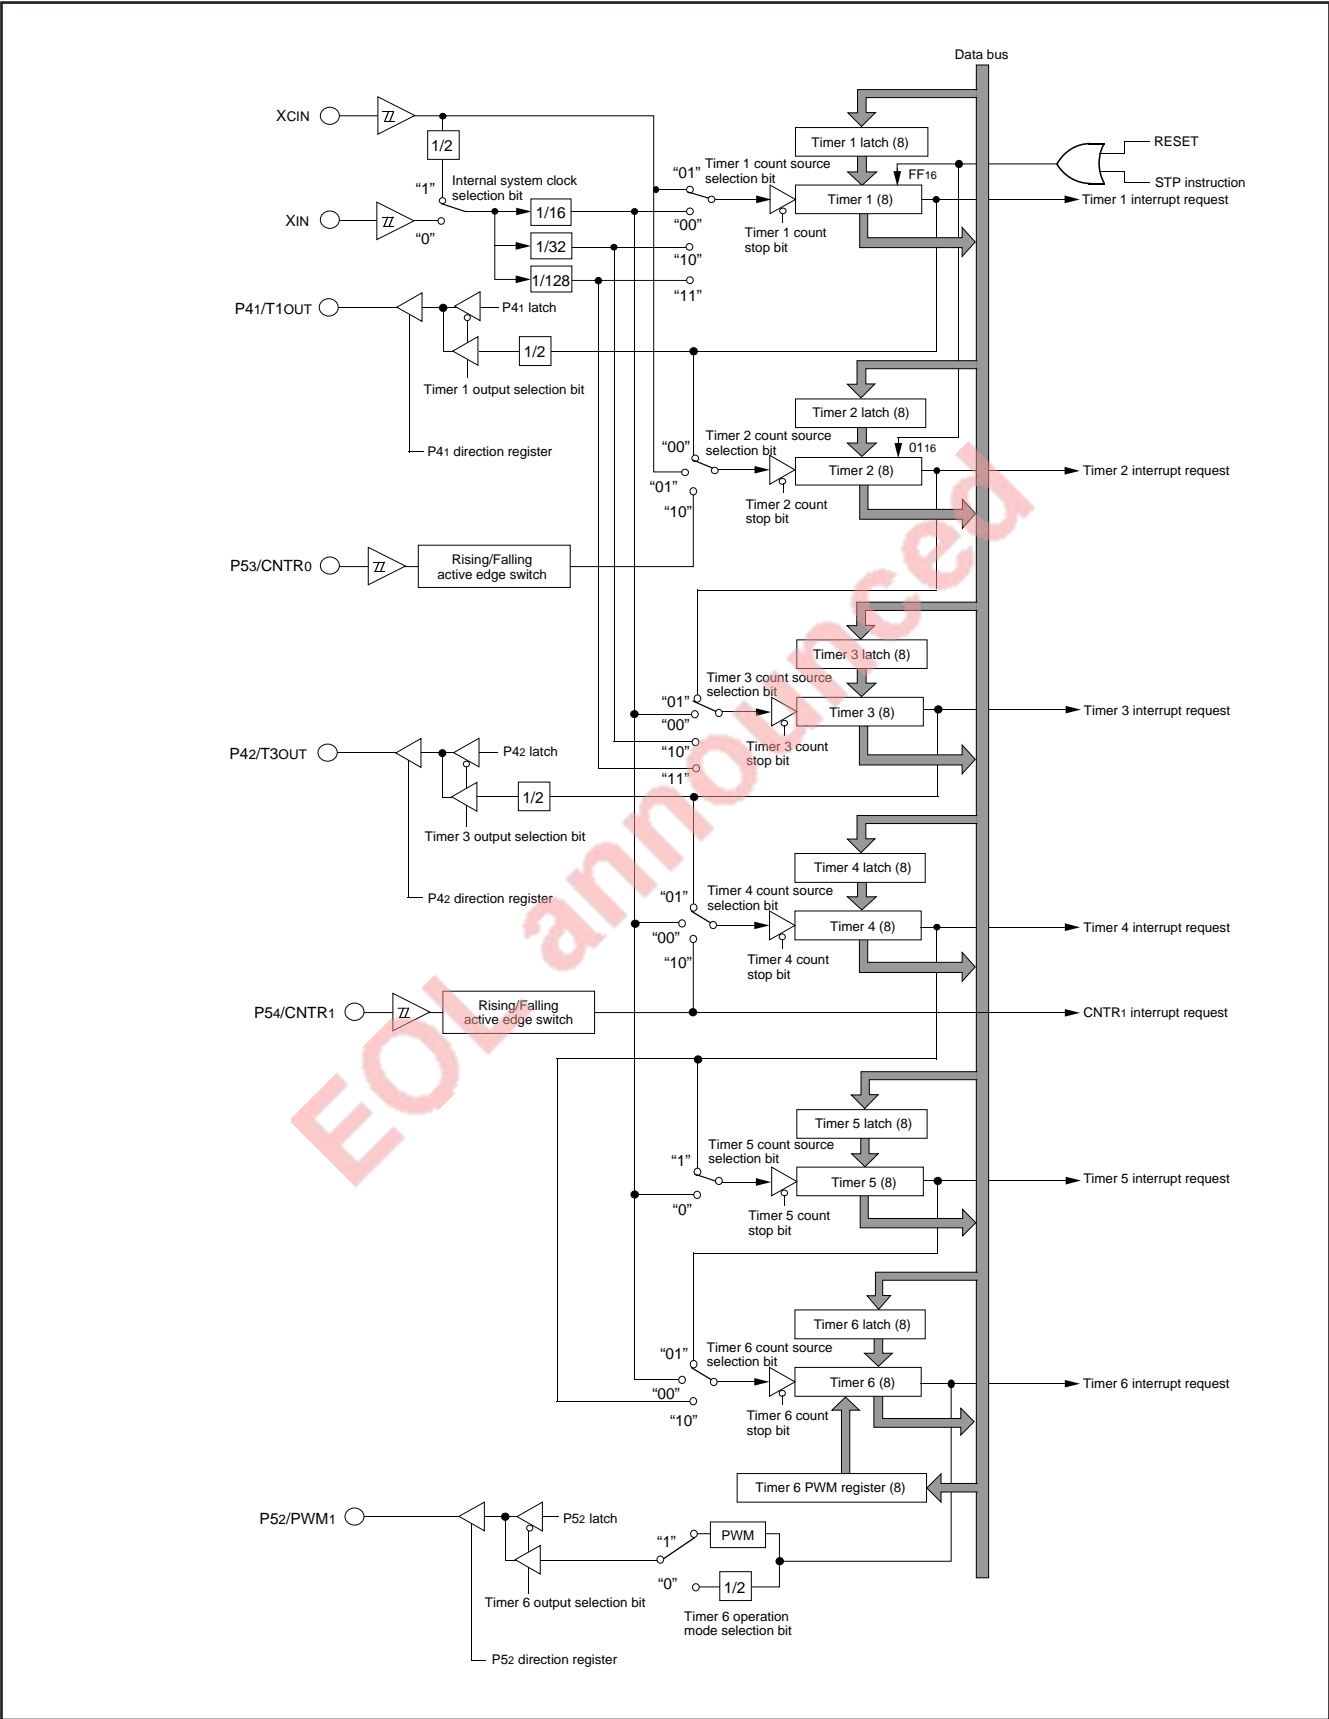 Data bus
XCIN
1/2
Timer 1 latch (8)
RESET
STP instruction
“01”
Timer 1 count source
selection bit
FF16
“1”
Internal system clock
selection bit
XIN
“0”
1/16
“00”
Timer 1 (8)
Timer 1 interrupt request
Timer 1 count
stop bit
1/32
“10”
1/128
“11”
P41/T1OUT
P41 latch
1/2
Timer 1 output selection bit
P41 direction register
Timer 2 latch (8)
“00”
Timer 2 count source
selection bit
0116
“01”
Timer 2 (8)
Timer 2 interrupt request
“10”
Timer 2 count
stop bit
P53/CNTR0
Rising/Falling
active edge switch
Timer 3 latch (8)
Timer 3 count source
selection bit
“01”
“00”
Timer 3 (8)
Timer 3 interrupt request
“10”
Timer 3 count
stop bit
“11”
P42/T3OUT
P42 latch
1/2
Timer 3 output selection bit
P42 direction register
Timer 4 latch (8)
“01”
Timer 4 count source
selection bit
“00”
Timer 4 (8)
Timer 4 interrupt request
“10”
Timer 4 count
stop bit
P54/CNTR1
Rising/Falling
active edge switch
CNTR1 interrupt request
Timer 5 latch (8)
“1”
Timer 5 count source
selection bit
Timer 5 (8)
Timer 5 interrupt request
“0”
Timer 5 count
stop bit
Timer 6 latch (8)
“01”
Timer 6 count source
selection bit
“00”
Timer 6 (8)
Timer 6 interrupt request
“10”
Timer 6 count
stop bit
Timer 6 PWM register (8)
P52/PWM1
P52 latch
“1”
PWM
“0”
1/2
Timer 6 output selection bit
Timer 6 operation
mode selection bit
P52 direction register
EOL announced